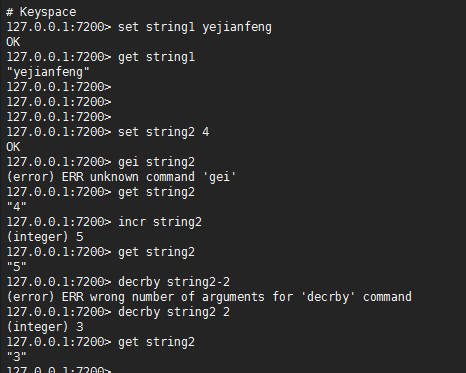 # Keyspace
127.0.0.1:7200> set string1 yejianfeng
OK
127.0.0.1:7200> get string1
"yejianfeng"
127.0.0.1:7200>
127.0.0.1:7200>
127.0.0.1:7200>
127.0.0.1:7200> set string2 4
OK
127.0.0.1:7200> gei string2
(error) ERR unknown command 'gei'
127.0.0.1:7200> get string2
"4"
127.0.0.1:7200> incr string2
(integer) 5
127.0.0.1:7200> get string2
"5"
127.0.0.1:7200> decrby string2-2
(error) ERR wrong number of arguments for 'decrby' command
127.0.0.1:7200> decrby string2 2
(integer) 3
127.0.0.1:7200> get string2
"3"
127.0.0.1:7200>